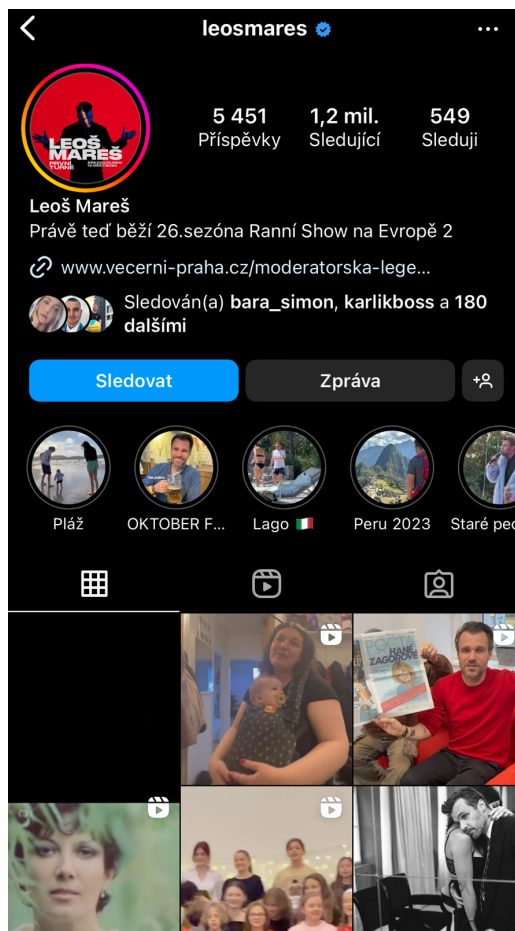 leosmares
5 451
1,2 mil.
549
Příspěvky
Sledující
Sleduji
LEOŠ
MAREŠ
PRVNÍ
TURNÉ
Leoš Mareš
Právě teď běží 26.sezóna Ranní Show na Evropě 2
www.vecerni-praha.cz/moderatorska-lege...
Sledován(a) bara_simon, karlikboss a 180
dalšími
Sledovat
Zpráva
Pláž
OKTOBER F...
Lago 🇮🇹
Peru 2023
Staré pec
POCTA
HANĚ
ZAGOROVÉ